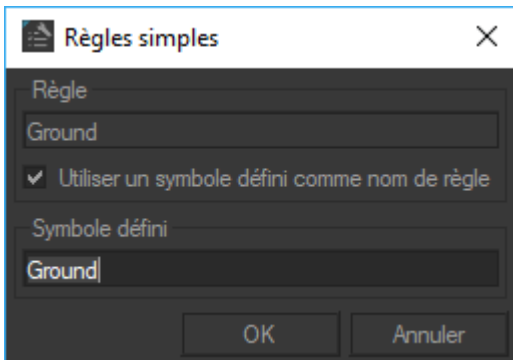 Règles simples
Règle
Ground
Utiliser un symbole défini comme nom de règle
Symbole défini
Ground
OK
Annuler